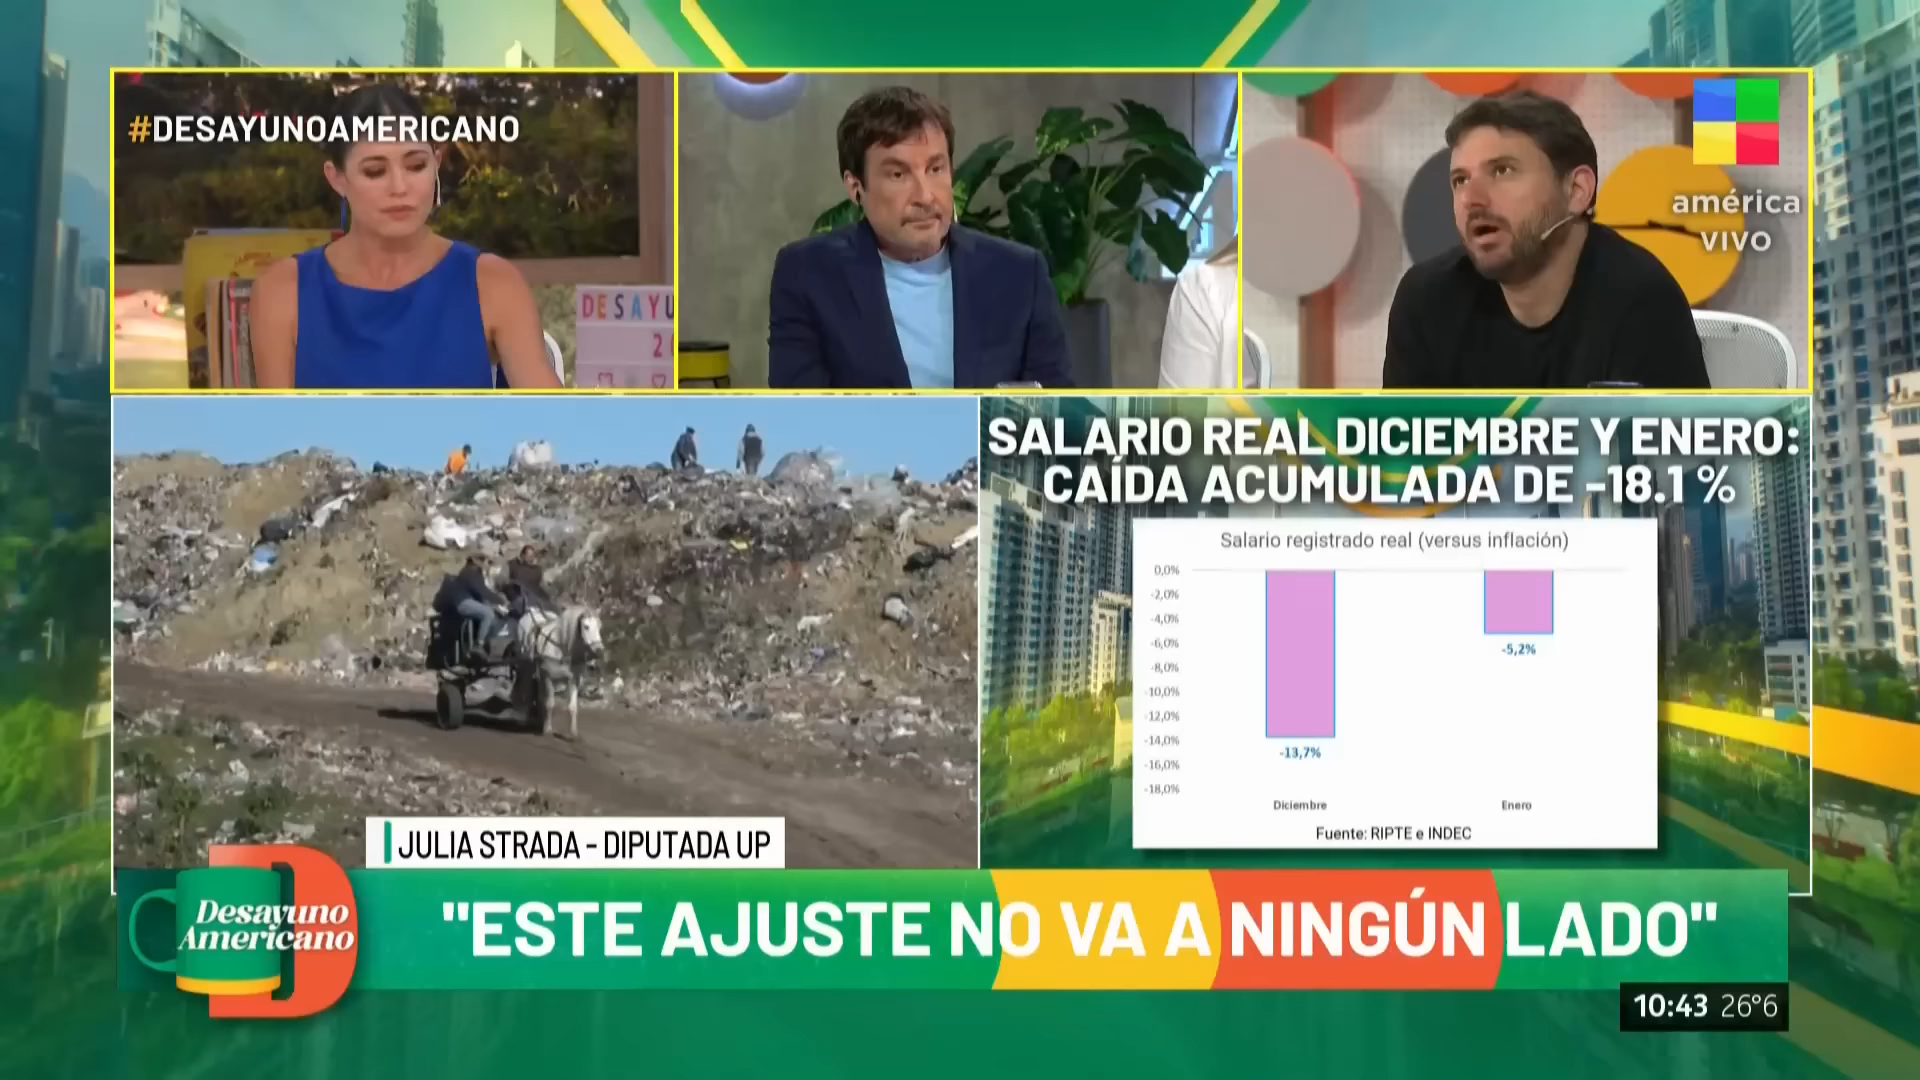 #DESAYUNOAMERICANO
DESAYU
2
américa
VIVO
SALARIO REAL DICIEMBRE Y ENERO:
CAÍDA ACUMULADA DE -18.1 %
Salario registrado real (versus inflación)
0,0%
-2,0%
-4,0%
-6,0%
-8,0%
-10,0%
-12,0%
-14,0%
-16,0%
-18,0%
-13,7%
-5,2%
Diciembre
Enero
Fuente: RIPTE e INDEC
JULIA STRADA - DIPUTADA UP
Desayuno
Americano
"ESTE AJUSTE NO VA A NINGÚN LADO"
10:43 26°6